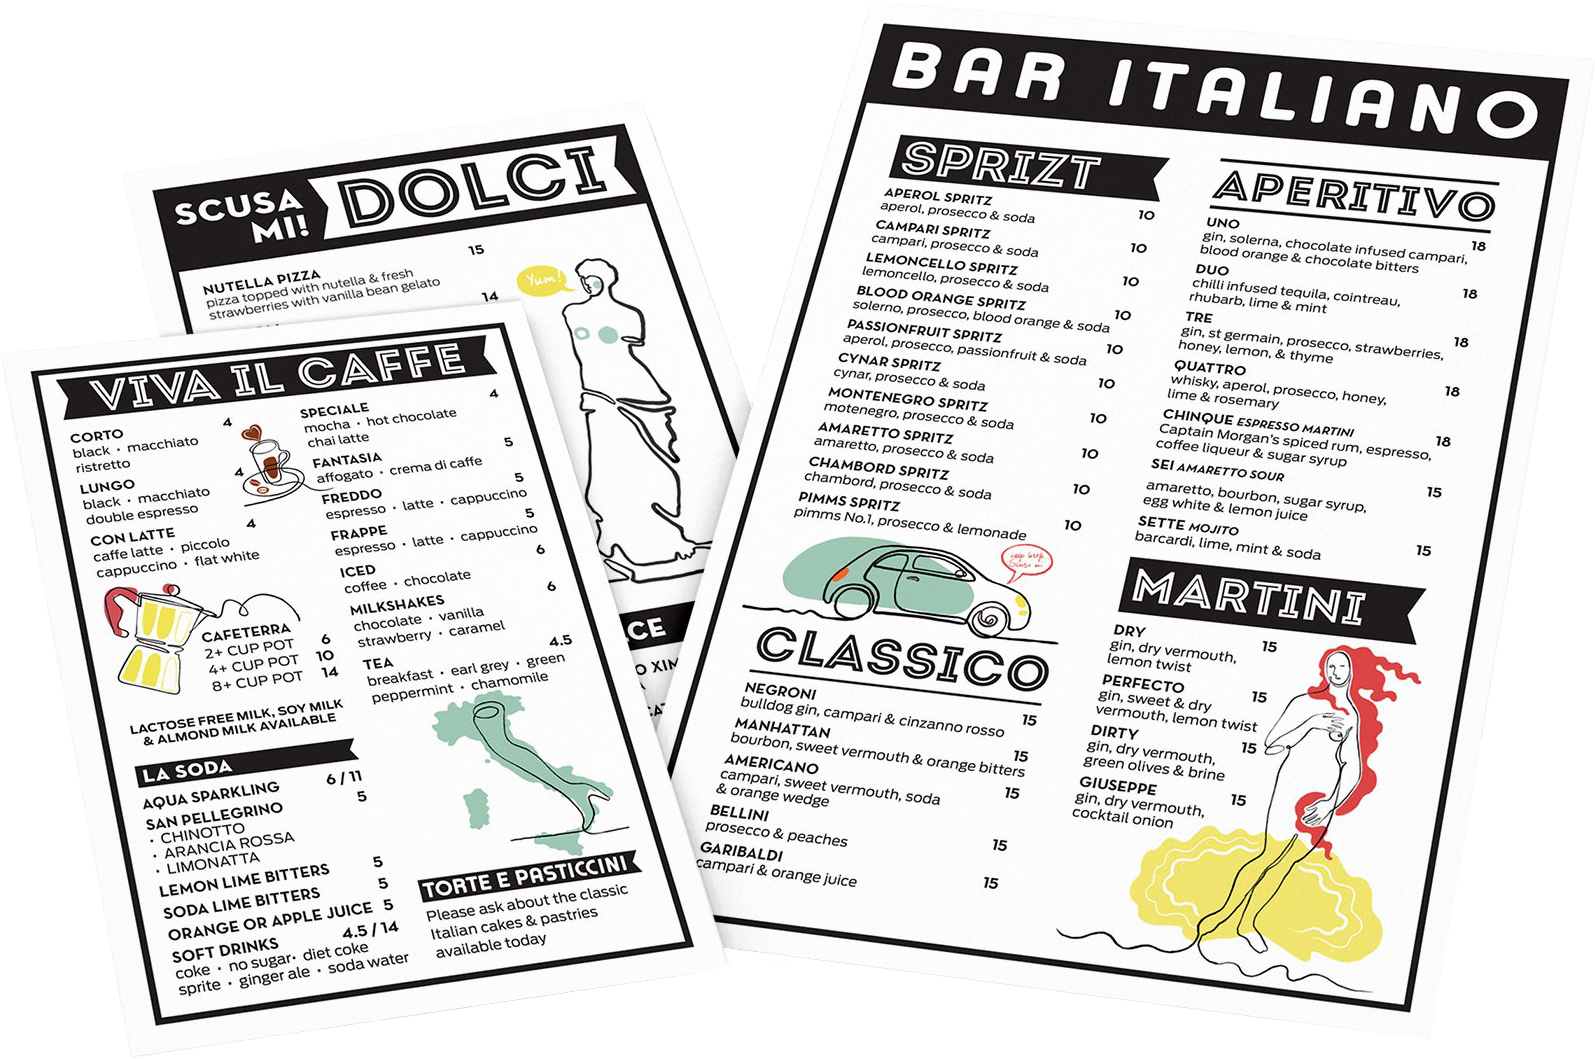 SCUSA
MI!
DOLCI
15
NUTELLA PIZZA
pizza topped with nutella & fresh
strawberries with vanilla bean gelato
14
Yum!
VIVA IL CAFFE
CORTO 4
black · macchiato
ristretto
LUNGO 4
black · macchiato
double espresso
CON LATTE 4
caffe latte · piccolo
cappuccino · flat white
CAFETERRA
2+ CUP POT 6
4+ CUP POT 10
8+ CUP POT 14
LACTOSE FREE MILK, SOY MILK
& ALMOND MILK AVAILABLE
LA SODA
AQUA SPARKLING 6 / 11
SAN PELLEGRINO 5
· CHINOTTO
· ARANCIA ROSSA
· LIMONATTA
LEMON LIME BITTERS 5
SODA LIME BITTERS 5
ORANGE OR APPLE JUICE 5
SOFT DRINKS 4.5 / 14
coke · no sugar· diet coke
sprite · ginger ale · soda water
SPECIALE 4
mocha · hot chocolate
chai latte
FANTASIA 5
affogato · crema di caffe
FREDDO 5
espresso · latte · cappuccino
FRAPPE 5
espresso · latte · cappuccino
ICED 6
coffee · chocolate
MILKSHAKES 6
chocolate · vanilla
strawberry · caramel
TEA 4.5
breakfast · earl grey · green
peppermint · chamomile
TORTE E PASTICCINI
Please ask about the classic
Italian cakes & pastries
available today
BAR ITALIANO
SPRIZT
APEROL SPRITZ
aperol, prosecco & soda 10
CAMPARI SPRITZ
campari, prosecco & soda 10
LEMONCELLO SPRITZ
lemoncello, prosecco & soda 10
BLOOD ORANGE SPRITZ
solerno, prosecco, blood orange & soda 10
PASSIONFRUIT SPRITZ
aperol, prosecco, passionfruit & soda 10
CYNAR SPRITZ
cynar, prosecco & soda 10
MONTENEGRO SPRITZ
motenegro, prosecco & soda 10
AMARETTO SPRITZ
amaretto, prosecco & soda 10
CHAMBORD SPRITZ
chambord, prosecco & soda 10
PIMMS SPRITZ
pimms No.1, prosecco & lemonade 10
CLASSICO
NEGRONI
bulldog gin, campari & cinzanno rosso 15
MANHATTAN
bourbon, sweet vermouth & orange bitters 15
AMERICANO
campari, sweet vermouth, soda 15
& orange wedge
BELLINI
prosecco & peaches 15
GARIBALDI
campari & orange juice 15
APERITIVO
UNO 18
gin, solerna, chocolate infused campari,
blood orange & chocolate bitters
DUO 18
chilli infused tequila, cointreau,
rhubarb, lime & mint
TRE 18
gin, st germain, prosecco, strawberries,
honey, lemon, & thyme
QUATTRO 18
whisky, aperol, prosecco, honey,
lime & rosemary
CHINQUE ESPRESSO MARTINI 18
Captain Morgan's spiced rum, espresso,
coffee liqueur & sugar syrup
SEI AMARETTO SOUR 15
amaretto, bourbon, sugar syrup,
egg white & lemon juice
SETTE MOJITO 15
barcardi, lime, mint & soda
MARTINI
DRY 15
gin, dry vermouth,
lemon twist
PERFECTO 15
gin, sweet & dry
vermouth, lemon twist
DIRTY 15
gin, dry vermouth,
green olives & brine
GIUSEPPE 15
gin, dry vermouth,
cocktail onion